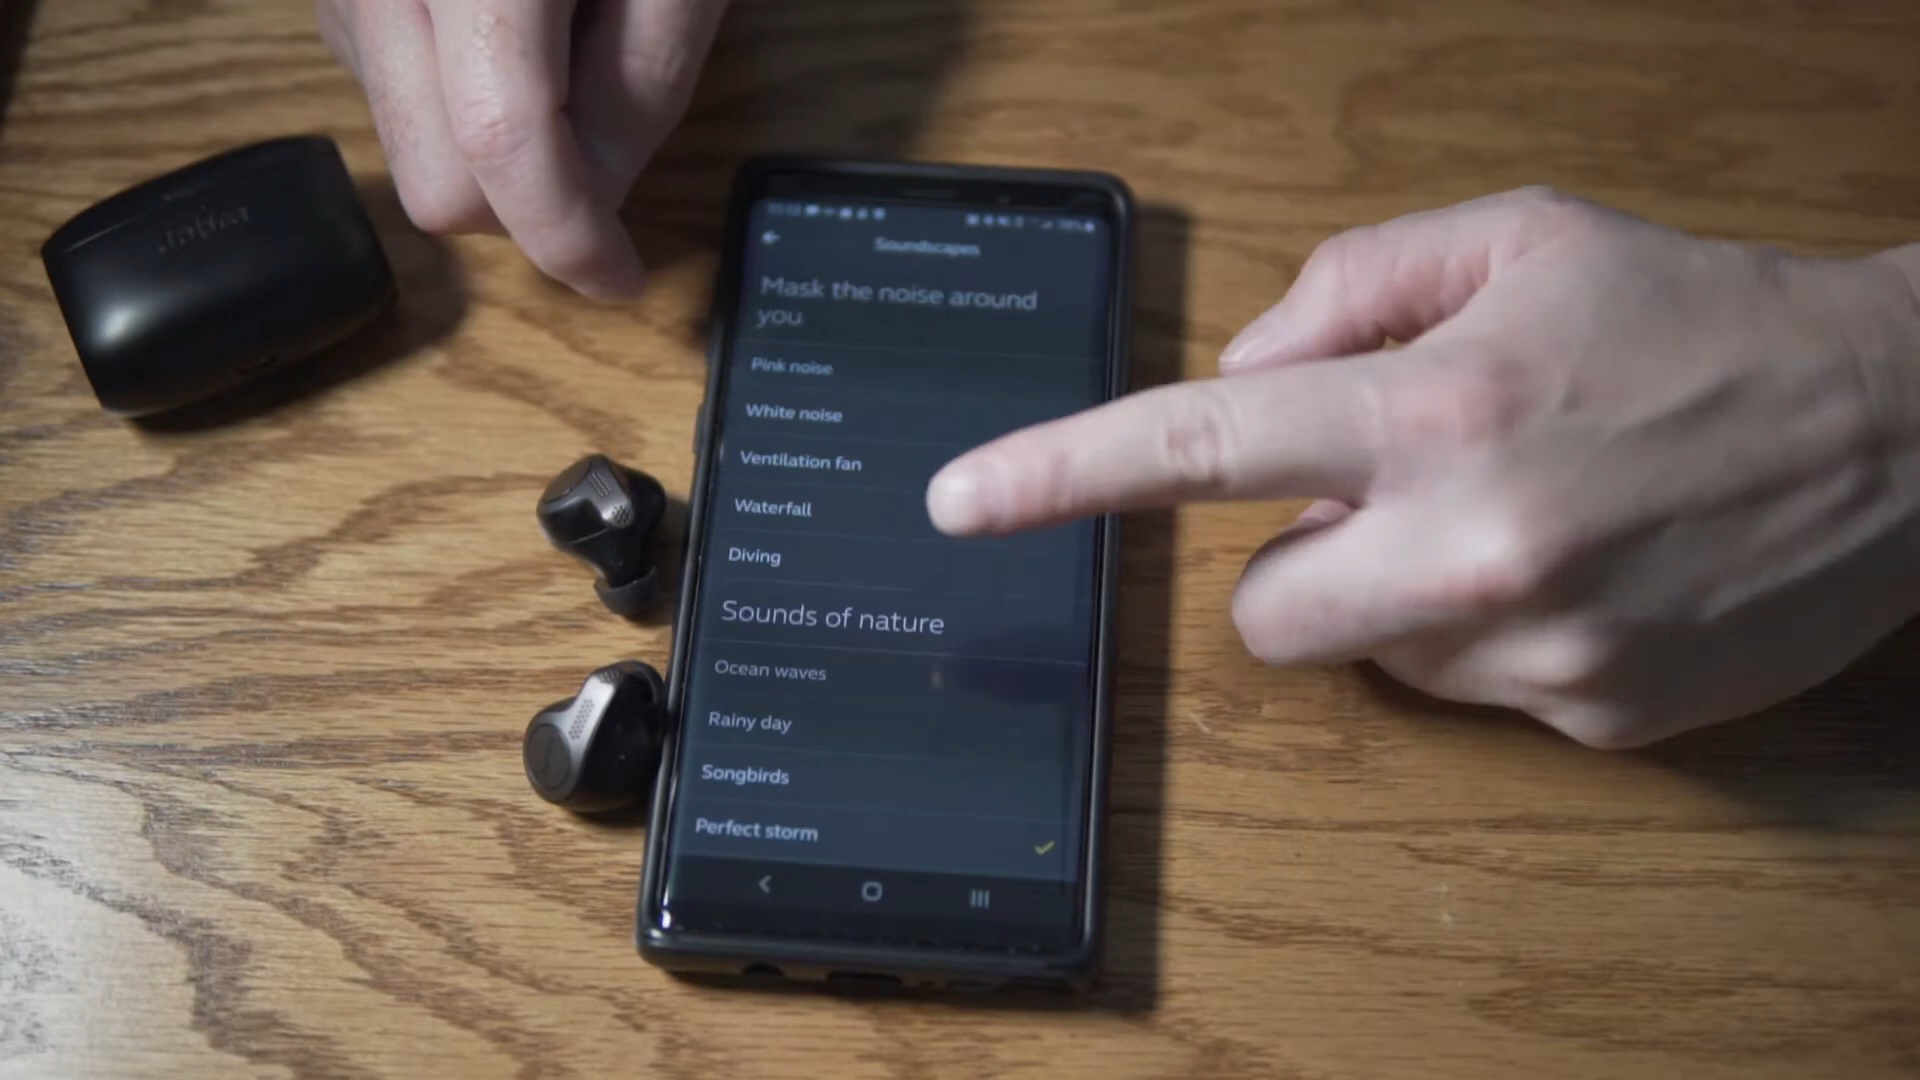 Jabra
Soundscapes
Mask the noise around
you
Pink noise
White noise
Ventilation fan
Waterfall
Diving
Sounds of nature
Ocean waves
Rainy day
Songbirds
Perfect storm